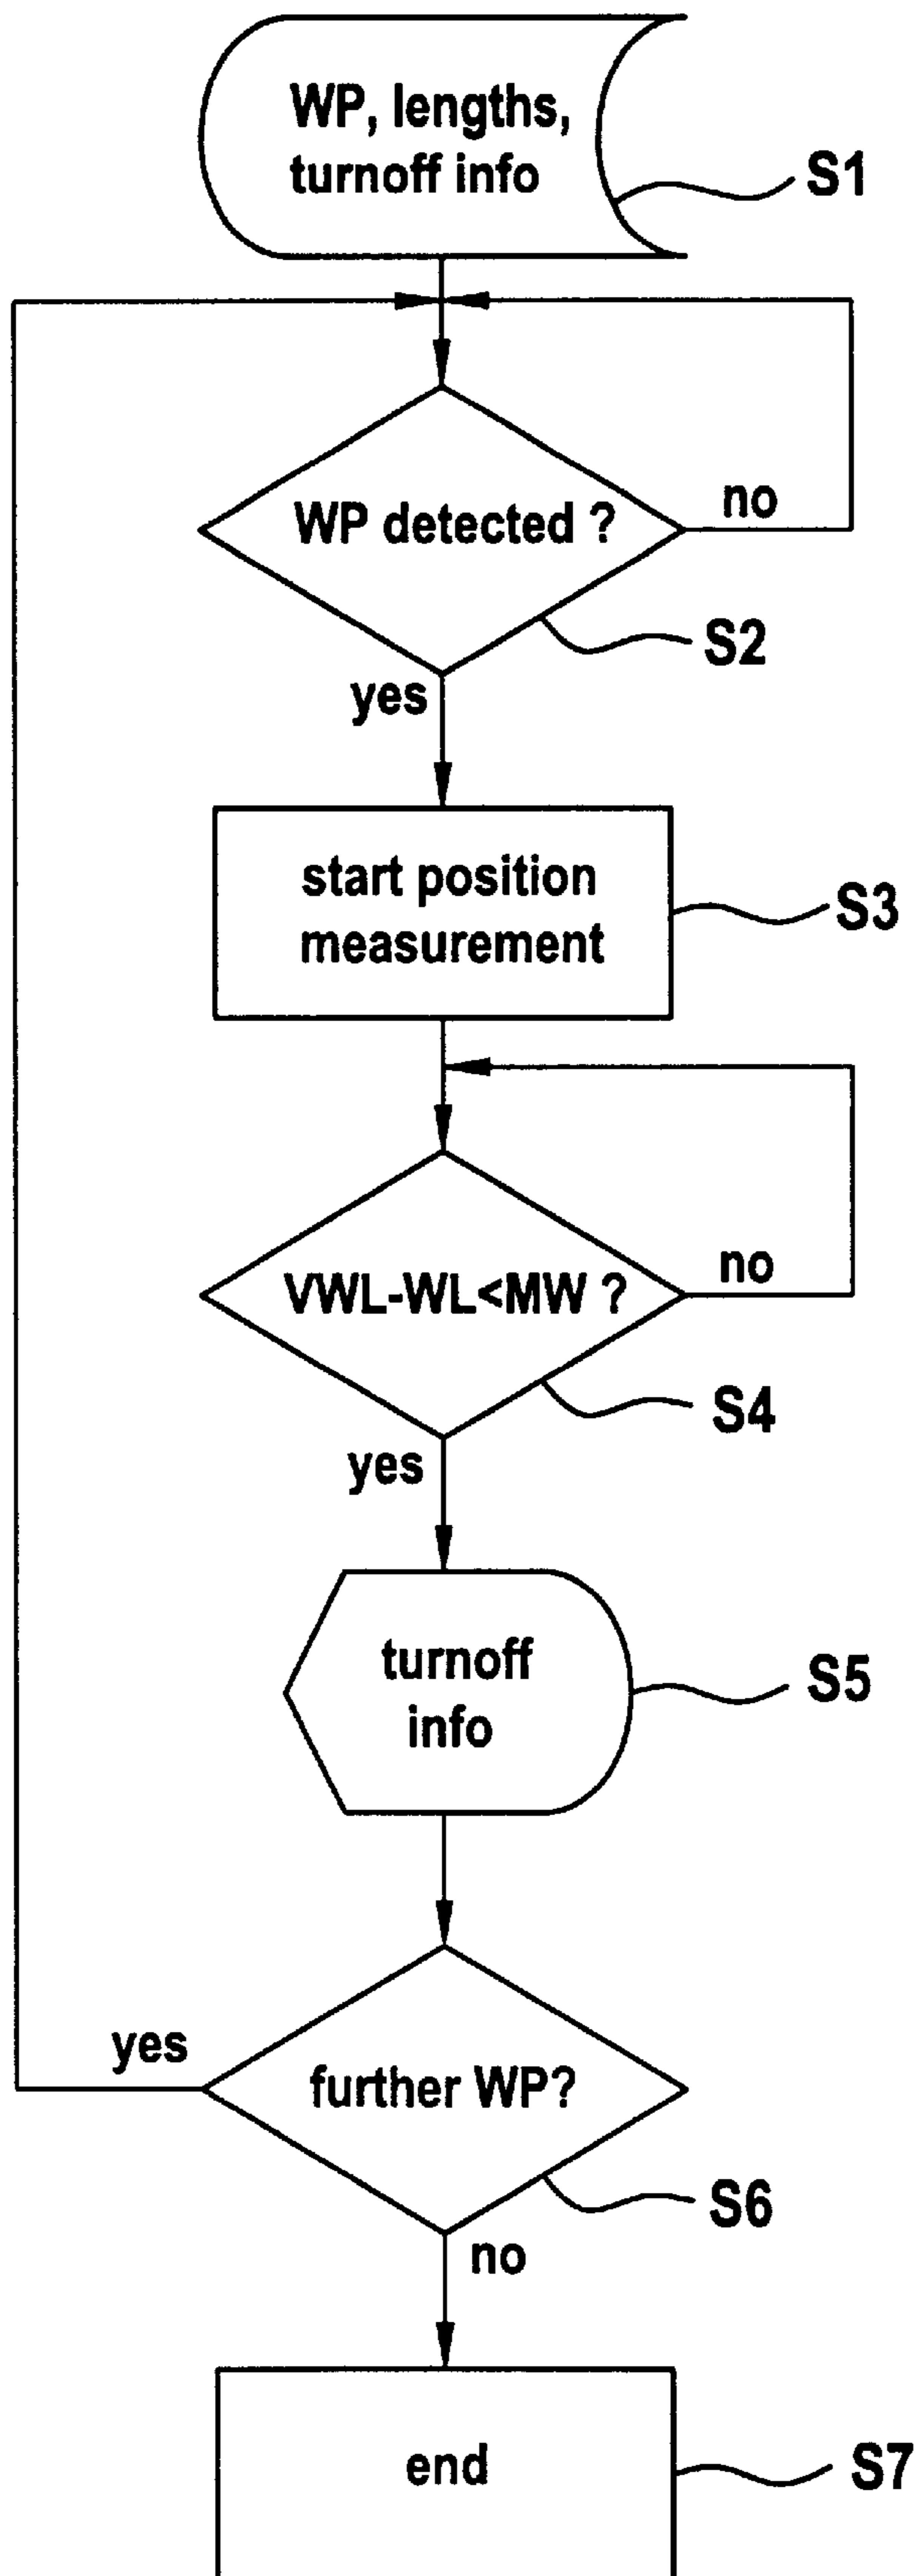 WP, lengths,
turnoff info
S1
WP detected ?
no
S2
yes
start position
measurement
S3
VWL-WL<MW ?
no
S4
yes
turnoff
info
S5
yes
further WP?
S6
no
end
S7